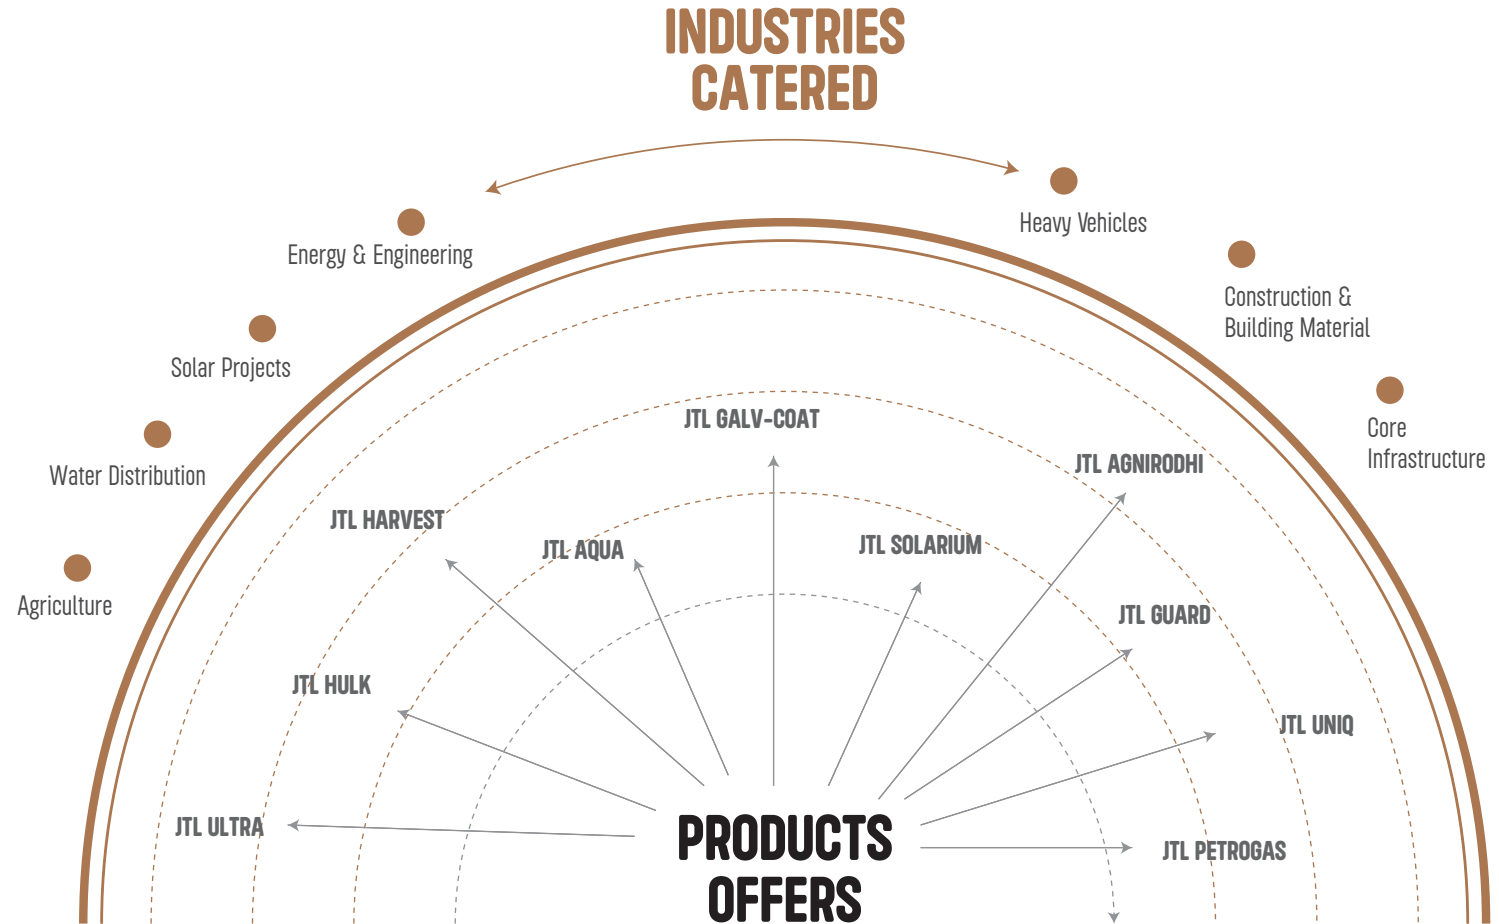 INDUSTRIES
CATERED
Heavy Vehicles
Energy & Engineering
Construction &
Building Material
Solar Projects
Core
Infrastructure
Water Distribution
Agriculture
JTL GALV-COAT
JTL AGNIRODHI
JTL HARVEST
JTL AQUA
JTL SOLARIUM
JTL GUARD
JTL HULK
JTL UNIQ
JTL ULTRA
JTL PETROGAS
PRODUCTS
OFFERS